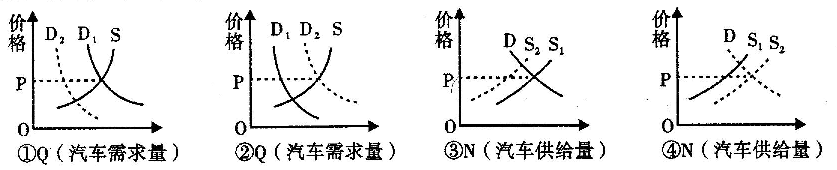 价格 D₂ D₁ S
P
O
①Q（汽车需求量）
价格 D₁ D₂ S
P
O
②Q（汽车需求量）
价格 D S₂ S₁
P
O
③N（汽车供给量）
价格 D S₁ S₂
P
O
④N（汽车供给量）